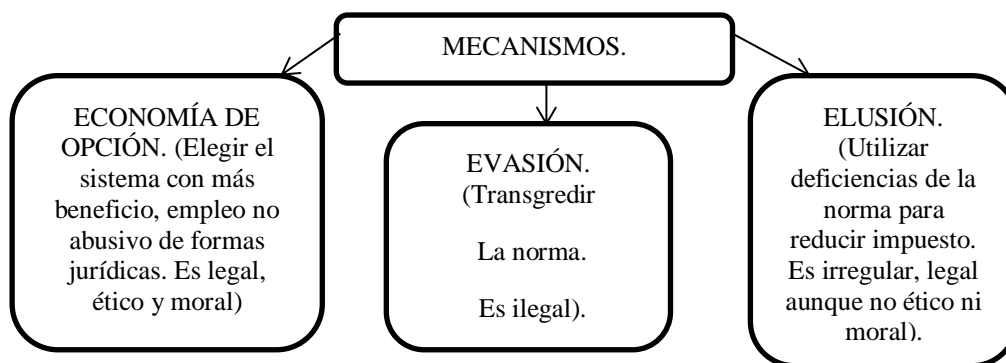 MECANISMOS.
ECONOMÍA DE
OPCIÓN. (Elegir el
sistema con más
beneficio, empleo no
abusivo de formas
jurídicas. Es legal,
ético y moral)
EVASIÓN.
(Transgredir
La norma.
Es ilegal).
ELUSIÓN.
(Utilizar
deficiencias de la
norma para
reducir impuesto.
Es irregular, legal
aunque no ético ni
moral).